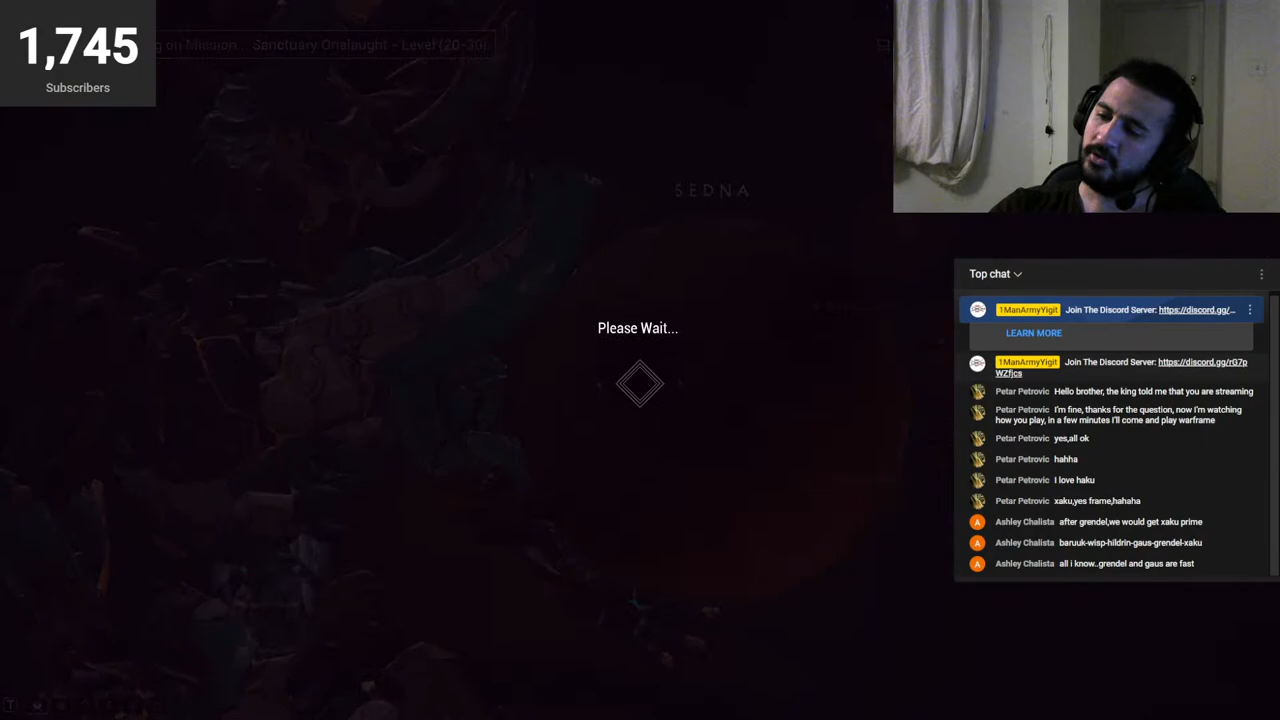 1,745
Subscribers
g on Mission... Sanctuary Onslaught - Level (20-30)
SEDNA
Please Wait...
Top chat
1ManArmyYigit Join The Discord Server: https://discord.gg/...
LEARN MORE
1ManArmyYigit Join The Discord Server: https://discord.gg/rG7p
WZfjcs
Petar Petrovic Hello brother, the king told me that you are streaming
Petar Petrovic I'm fine, thanks for the question, now I'm watching
how you play, in a few minutes I'll come and play warframe
Petar Petrovic yes,all ok
Petar Petrovic hahha
Petar Petrovic I love haku
Petar Petrovic xaku,yes frame,hahaha
A Ashley Chalista after grendel,we would get xaku prime
A Ashley Chalista baruuk-wisp-hildrin-gaus-grendel-xaku
A Ashley Chalista all i know..grendel and gaus are fast
T